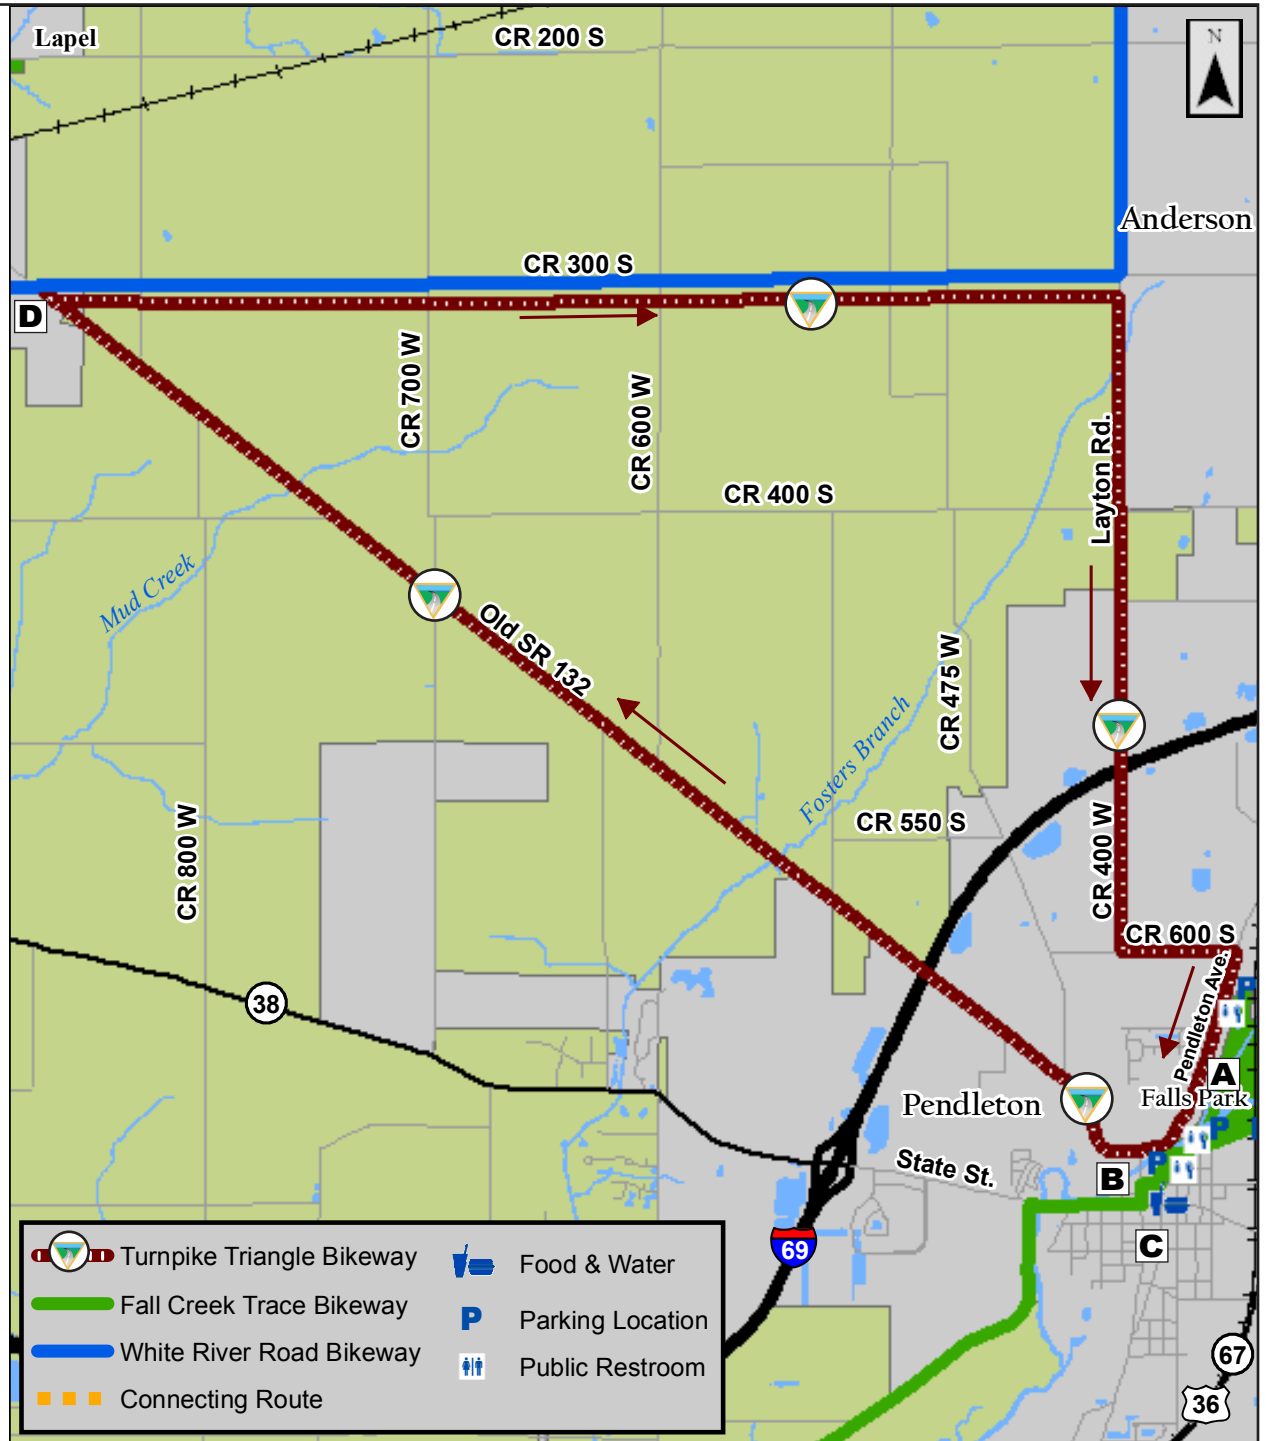 Lapel
CR 200 S
N
Anderson
CR 300 S
D
CR 700 W
CR 600 W
CR 400 S
Layton Rd.
Mud Creek
Old SR 132
CR 475 W
Fosters Branch
CR 550 S
CR 800 W
CR 400 W
CR 600 S
Pendleton Ave.
38
P
A
Pendleton
Falls Park
P
State St.
P
B
C
69
67
36
Turnpike Triangle Bikeway
Fall Creek Trace Bikeway
White River Road Bikeway
Connecting Route
Food & Water
P Parking Location
Public Restroom